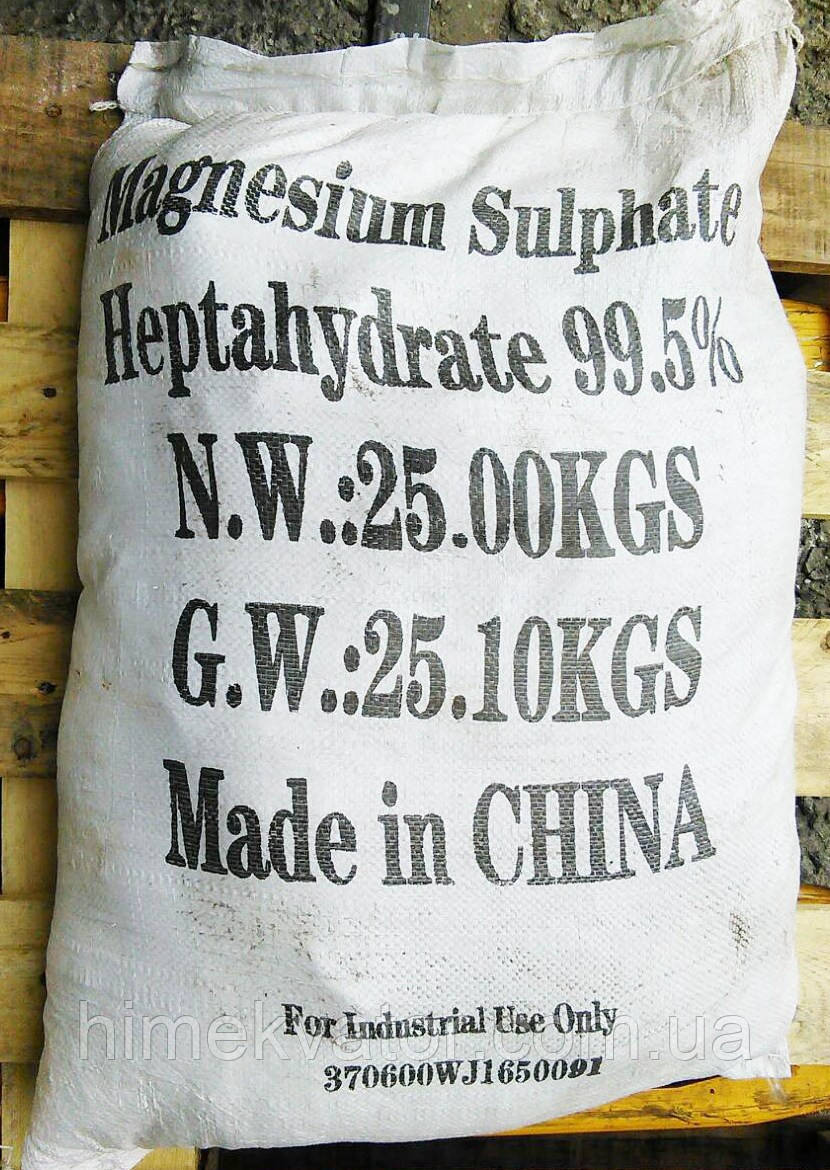 Magnesium Sulphate
Heptahydrate 99.5%
N.W.:25.00KGS
G.W.:25.10KGS
Made in CHINA
For Industrial Use Only
himekvator.com.ua
370600WJ1650091